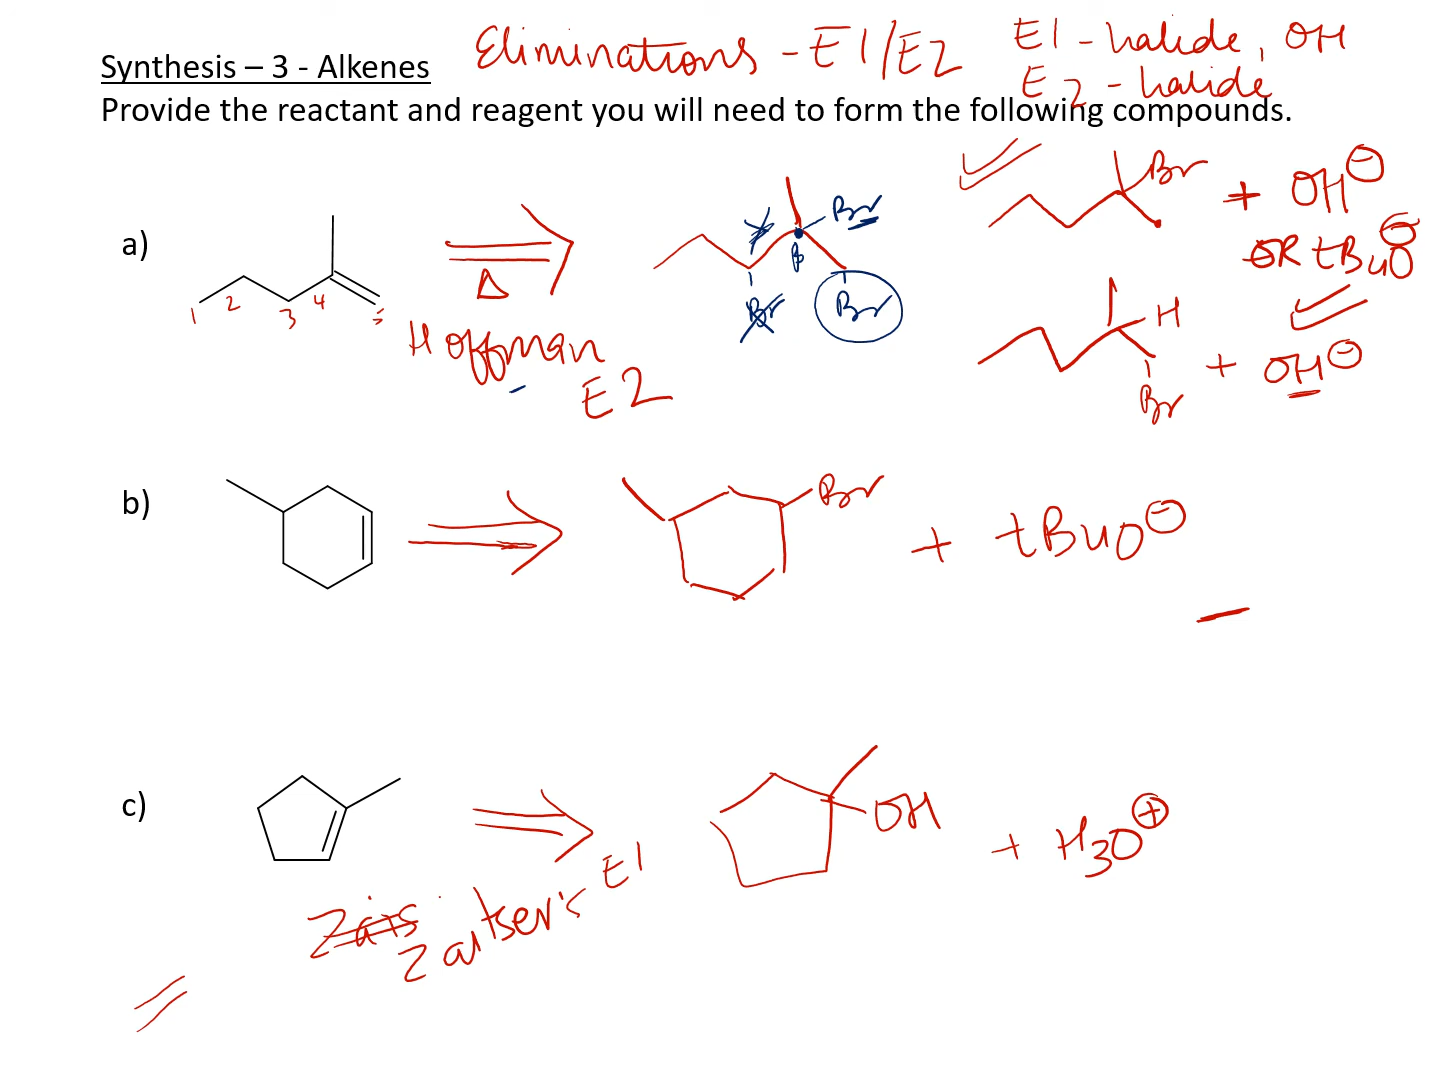 Synthesis – 3 - Alkenes
Eliminations - E1/E2
E1 - halide, OH
E2 - halide
Provide the reactant and reagent you will need to form the following compounds.
a)
1 2 3 4 5
Δ
Hoffman
E2
Br
β
Br
Br
Br + OH⊖
OR tBuO⊖
H
Br
+ OH⊖
b)
Br + tBuO⊖
c)
OH + H3O⊕
E1
Zais
Zaitser's